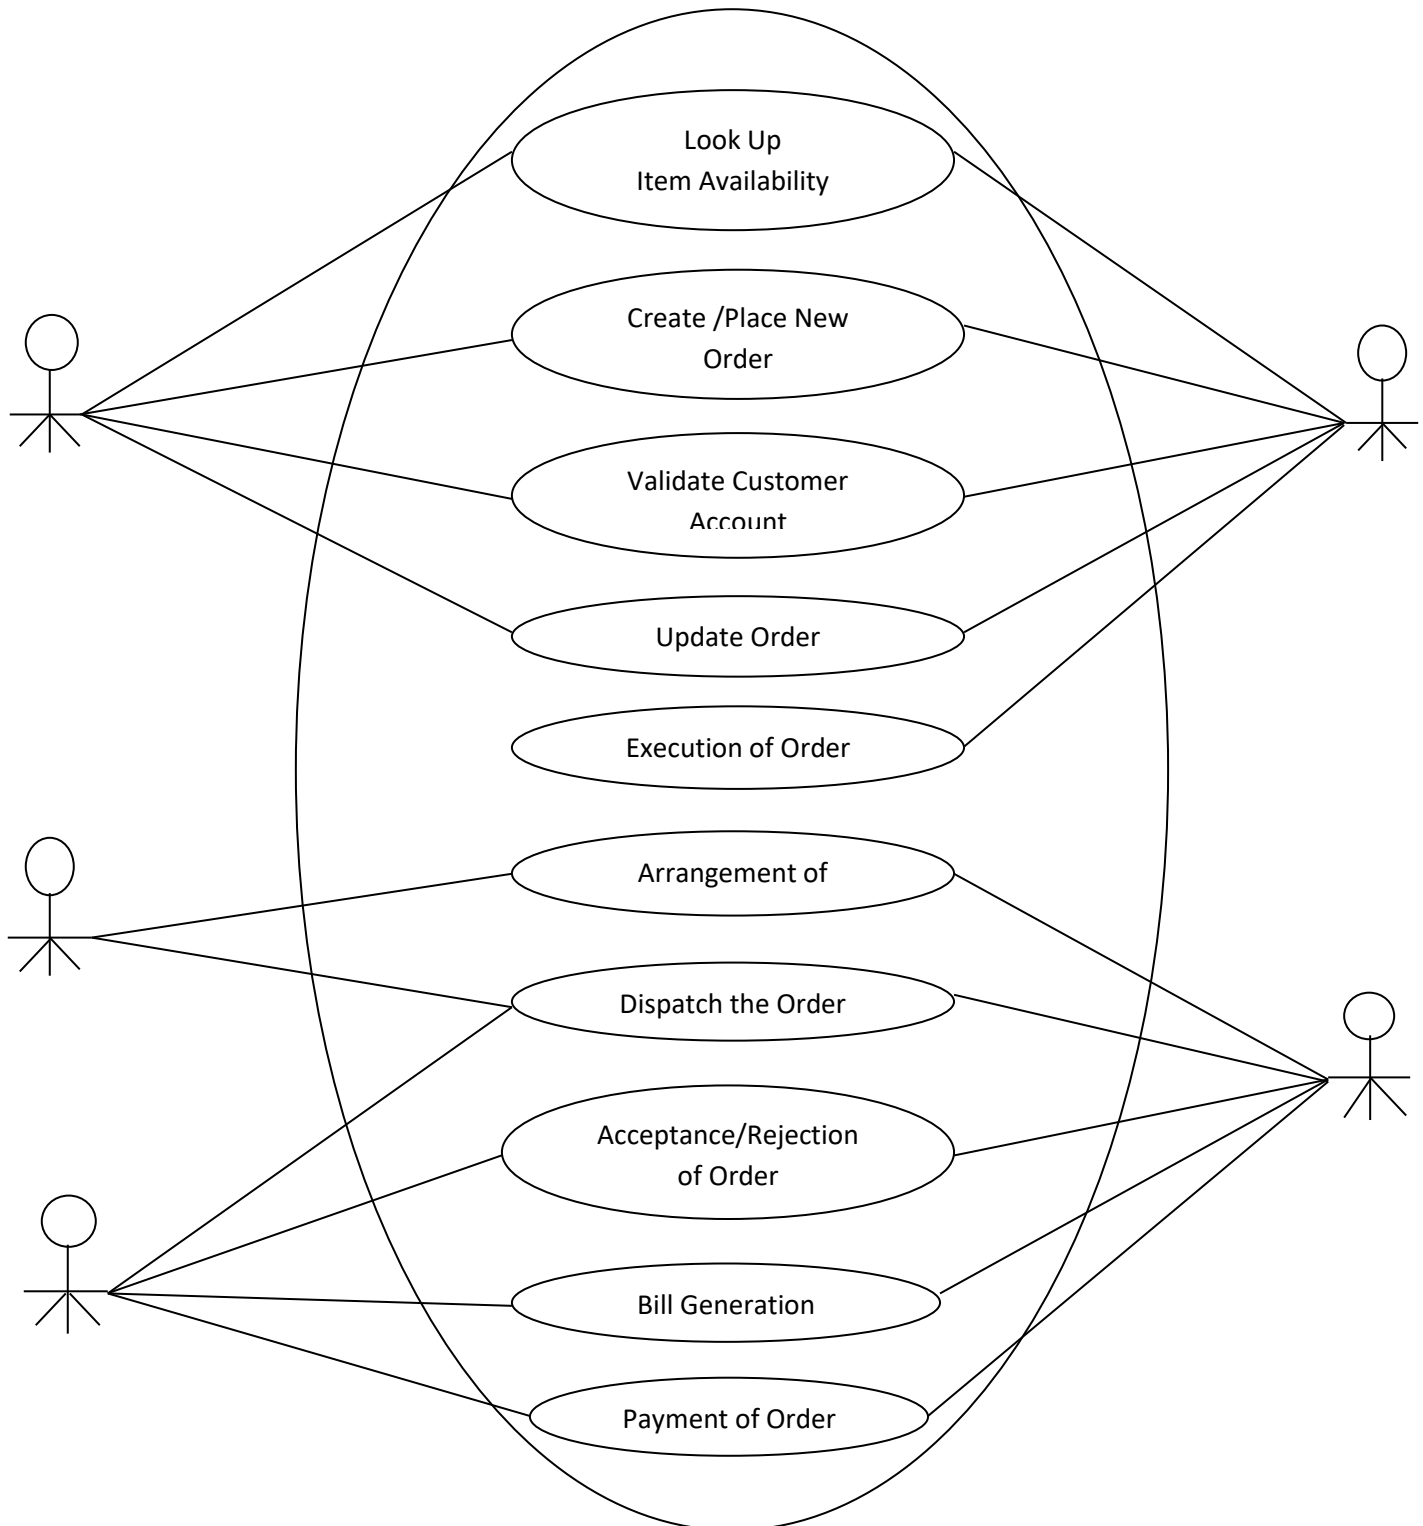 Look Up
Item Availability
Create /Place New
Order
Validate Customer
Account
Update Order
Execution of Order
Arrangement of
Dispatch the Order
Acceptance/Rejection
of Order
Bill Generation
Payment of Order